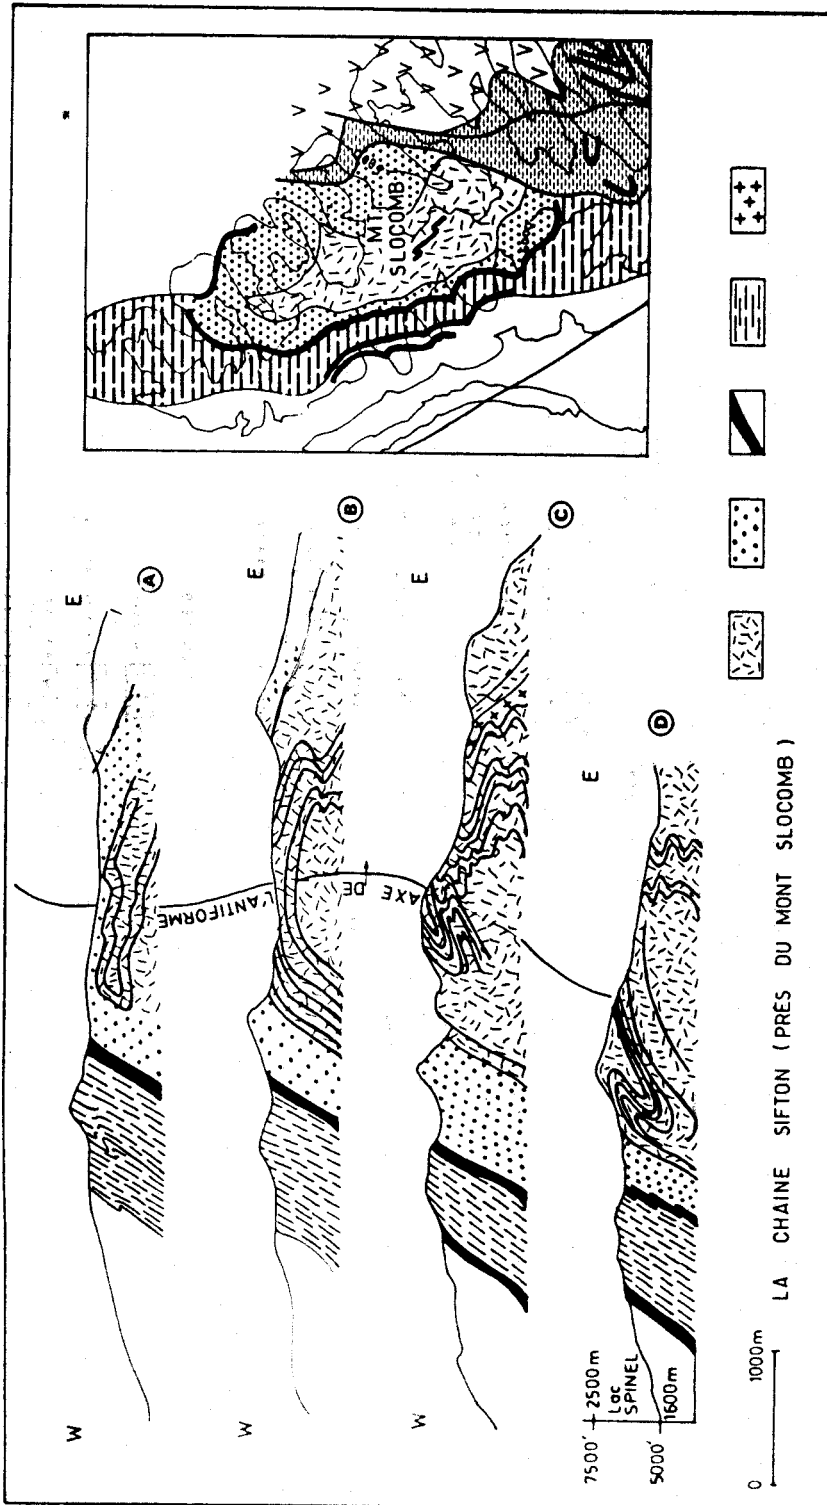 MT.
SLOCOMB
V V V V V V V V V V V V V V V V V V V V V V V V V
W
E
A
L'ANTIFORME
W
E
B
AXE DE
W
E
C
E
D
7500'
2500m
Lac
SPINEL
5000'
1600m
0
1000m
LA CHAINE SIFTON (PRÈS DU MONT SLOCOMB)